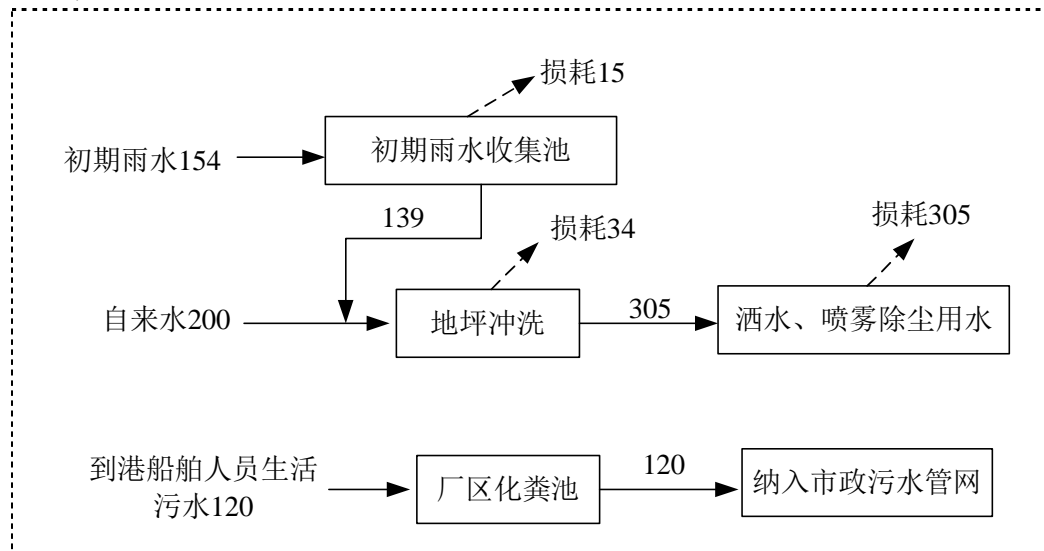 损耗15
初期雨水154
初期雨水收集池
139
损耗34
损耗305
自来水200
地坪冲洗
305
洒水、喷雾除尘用水
到港船舶人员生活
污水120
厂区化粪池
120
纳入市政污水管网